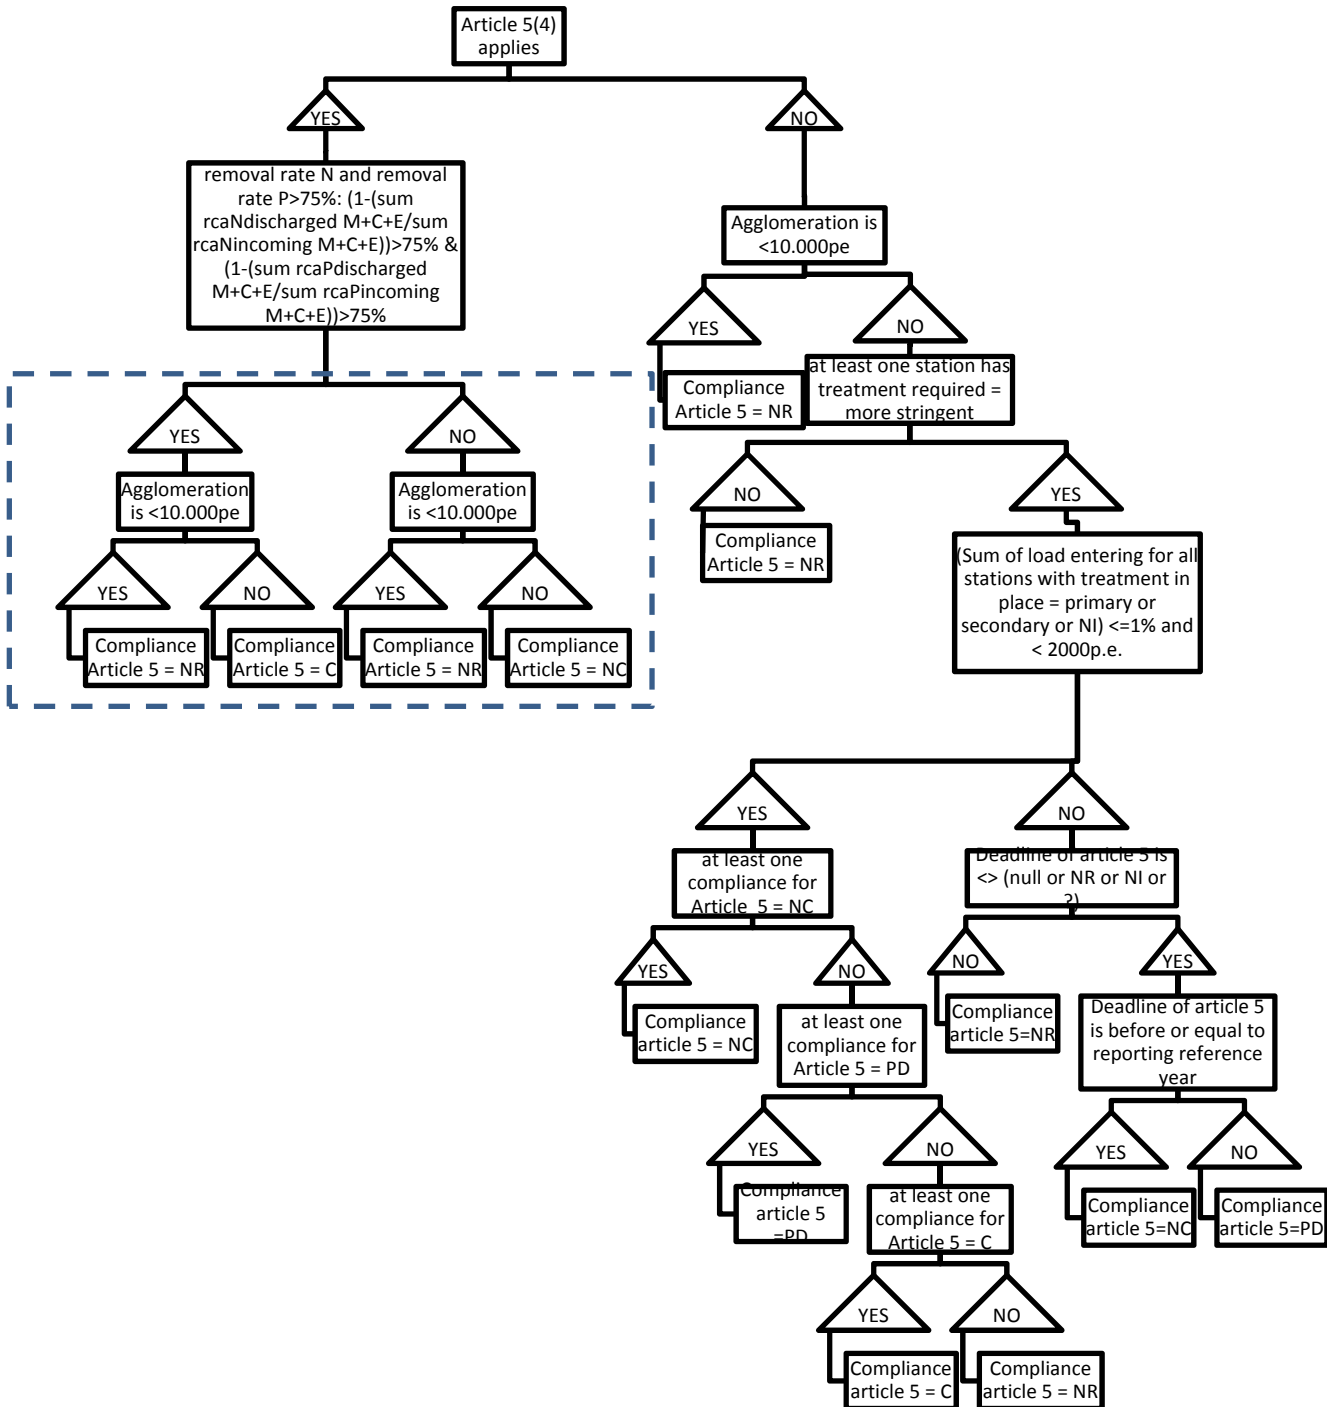 Article 5(4)
applies
YES
NO
removal rate N and removal
rate P>75%: (1-(sum
rcaNdischarged M+C+E/sum
rcaNincoming M+C+E))>75% &
(1-(sum rcaPdischarged
M+C+E/sum rcaPincoming
M+C+E))>75%
Agglomeration is
<10.000pe
YES
NO
Compliance
Article 5 = NR
at least one station has
treatment required =
more stringent
YES
NO
Agglomeration
is <10.000pe
Agglomeration
is <10.000pe
YES
NO
YES
NO
Compliance
Article 5 = NR
Compliance
Article 5 = C
Compliance
Article 5 = NR
Compliance
Article 5 = NC
NO
YES
Compliance
Article 5 = NR
(Sum of load entering for all
stations with treatment in
place = primary or
secondary or NI) <=1% and
< 2000p.e.
YES
NO
at least one
compliance for
Article 5 = NC
Deadline of article 5 is
<> (null or NR or NI or
?)
YES
NO
NO
YES
Compliance
article 5 = NC
at least one
compliance for
Article 5 = PD
Compliance
article 5=NR
Deadline of article 5
is before or equal to
reporting reference
year
YES
NO
YES
NO
Compliance
article 5
=PD
at least one
compliance for
Article 5 = C
Compliance
article 5=NC
Compliance
article 5=PD
YES
NO
Compliance
article 5 = C
Compliance
article 5 = NR